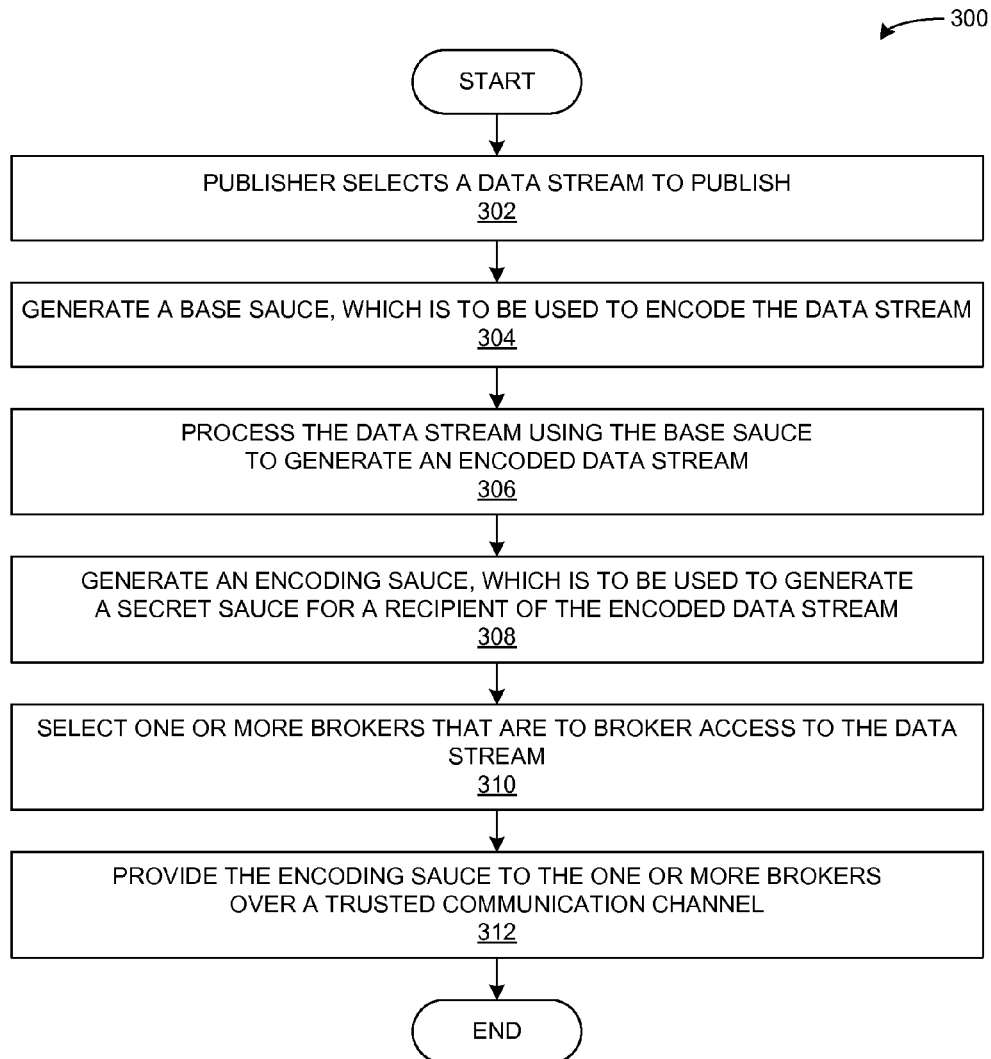 300
START
PUBLISHER SELECTS A DATA STREAM TO PUBLISH
302
GENERATE A BASE SAUCE, WHICH IS TO BE USED TO ENCODE THE DATA STREAM
304
PROCESS THE DATA STREAM USING THE BASE SAUCE
TO GENERATE AN ENCODED DATA STREAM
306
GENERATE AN ENCODING SAUCE, WHICH IS TO BE USED TO GENERATE
A SECRET SAUCE FOR A RECIPIENT OF THE ENCODED DATA STREAM
308
SELECT ONE OR MORE BROKERS THAT ARE TO BROKER ACCESS TO THE DATA
STREAM
310
PROVIDE THE ENCODING SAUCE TO THE ONE OR MORE BROKERS
OVER A TRUSTED COMMUNICATION CHANNEL
312
END